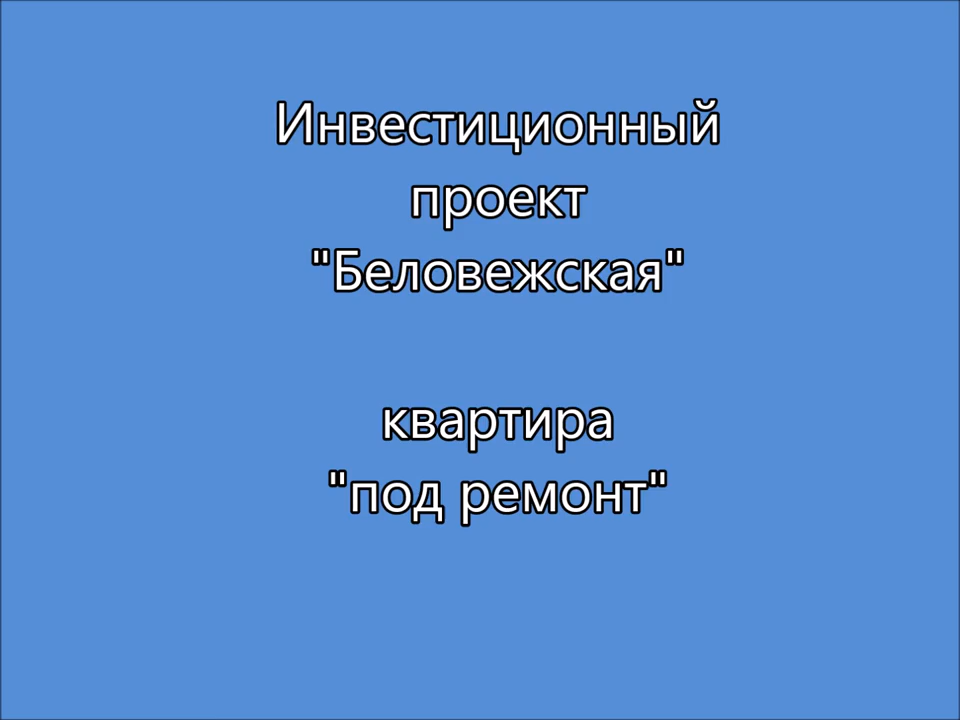 Инвестиционный
проект
"Беловежская"
квартира
"под ремонт"